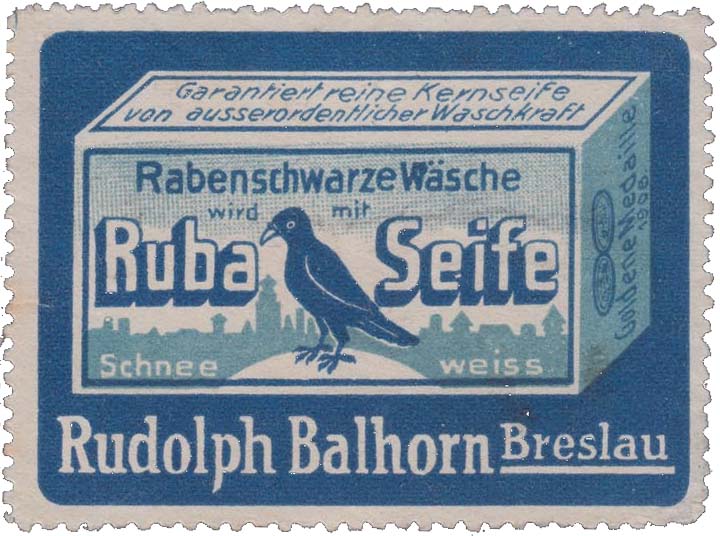 Garantiert reine Kernseife
von ausserordentlicher Waschkraft
Rabenschwarze Wäsche
wird mit
Ruba Seife
Schnee weiss
Goldene Medaille
1906
Rudolph Balhorn Breslau